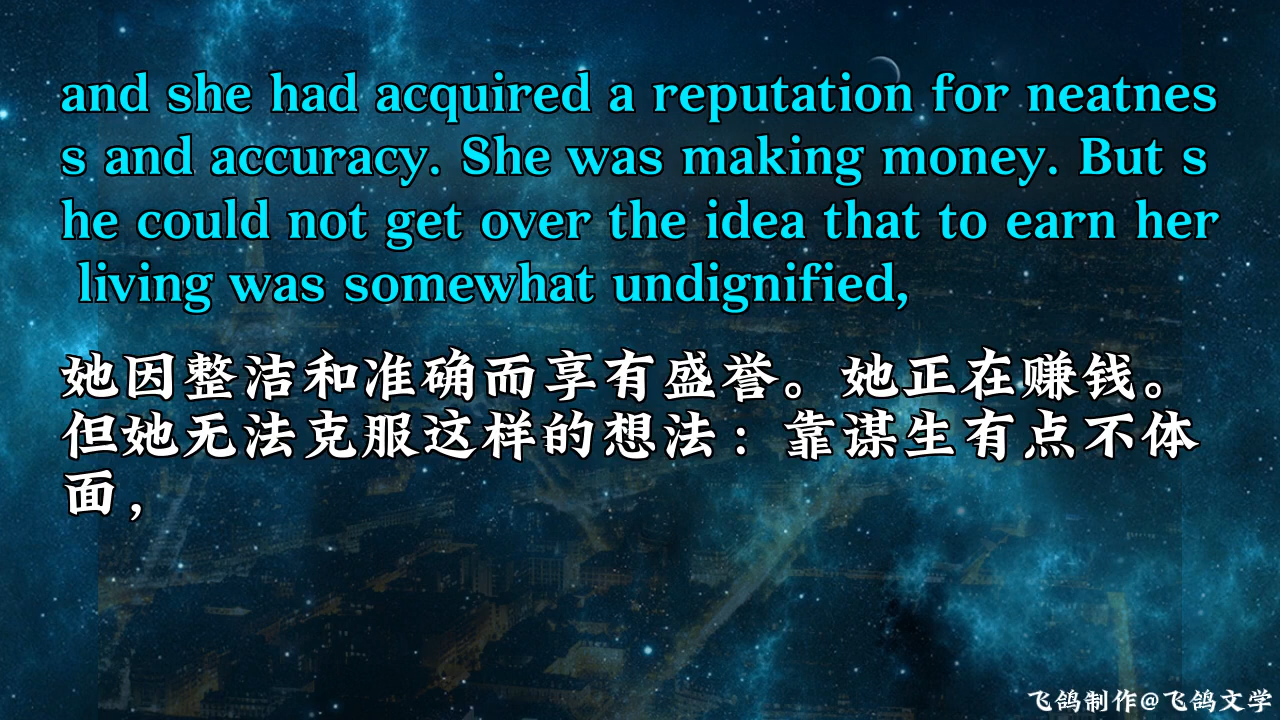 and she had acquired a reputation for neatnes
s and accuracy. She was making money. But s
he could not get over the idea that to earn her
living was somewhat undignified,
她因整洁和准确而享有盛誉。她正在赚钱。
但她无法克服这样的想法：靠谋生有点不体
面，
飞鸽制作@飞鸽文学